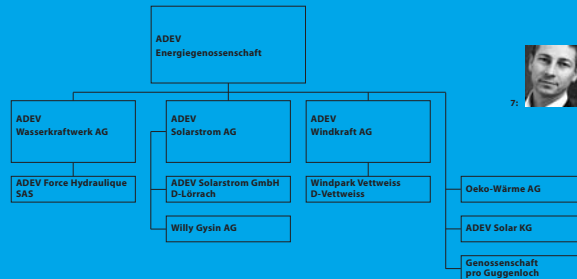 ADEV
Energiegenossenschaft
7:
ADEV
Wasserkraftwerk AG
ADEV
Solarstrom AG
ADEV
Windkraft AG
ADEV Force Hydraulique
SAS
ADEV Solarstrom GmbH
D-Lörrach
Windpark Vettweiss
D-Vettweiss
Oeko-Wärme AG
Willy Gysin AG
ADEV Solar KG
Genossenschaft
pro Guggenloch